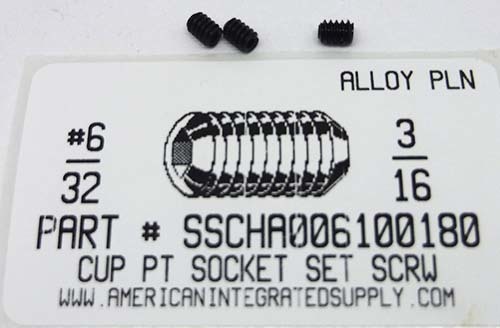 ALLOY PLN
#6
32
3
16
PART # SSCHA006100180
CUP PT SOCKET SET SCRW
WWW.AMERICANINTEGRATEDSUPPLY.COM